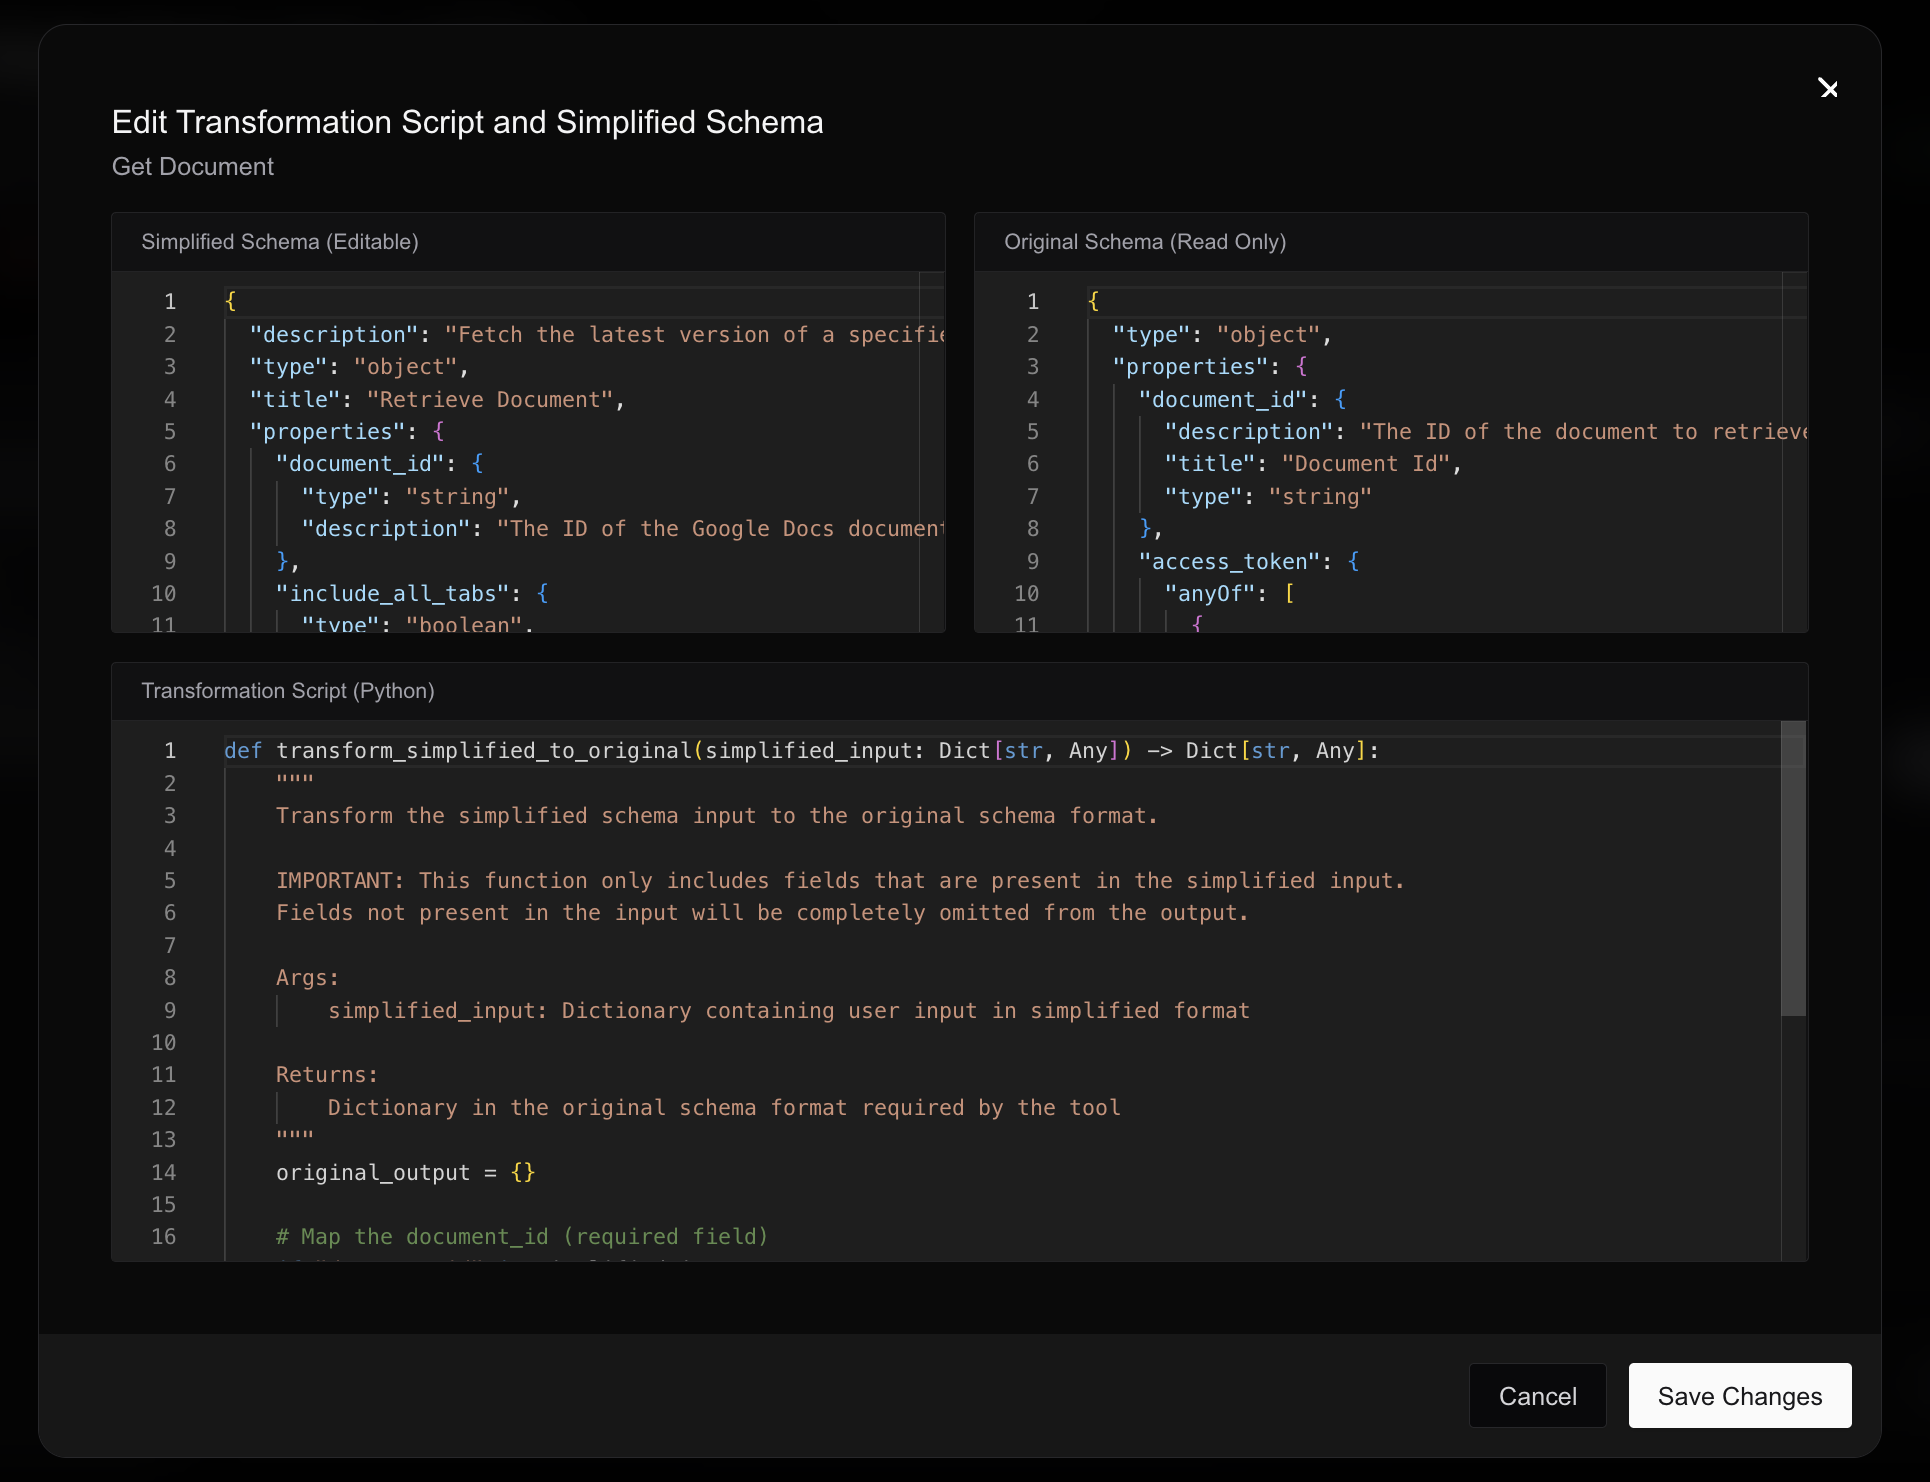 Edit Transformation Script and Simplified Schema
Get Document
Simplified Schema (Editable)
1 {
2 "description": "Fetch the latest version of a specifie
3 "type": "object",
4 "title": "Retrieve Document",
5 "properties": {
6 "document_id": {
7 "type": "string",
8 "description": "The ID of the Google Docs document
9 },
10 "include_all_tabs": {
11 "type": "boolean",
Original Schema (Read Only)
1 {
2 "type": "object",
3 "properties": {
4 "document_id": {
5 "description": "The ID of the document to retrieve
6 "title": "Document Id",
7 "type": "string"
8 },
9 "access_token": {
10 "anyOf": [
11 {
Transformation Script (Python)
1 def transform_simplified_to_original(simplified_input: Dict[str, Any]) -> Dict[str, Any]:
2 """
3 Transform the simplified schema input to the original schema format.
4
5 IMPORTANT: This function only includes fields that are present in the simplified input.
6 Fields not present in the input will be completely omitted from the output.
7
8 Args:
9 simplified_input: Dictionary containing user input in simplified format
10
11 Returns:
12 Dictionary in the original schema format required by the tool
13 """
14 original_output = {}
15
16 # Map the document_id (required field)
Cancel
Save Changes